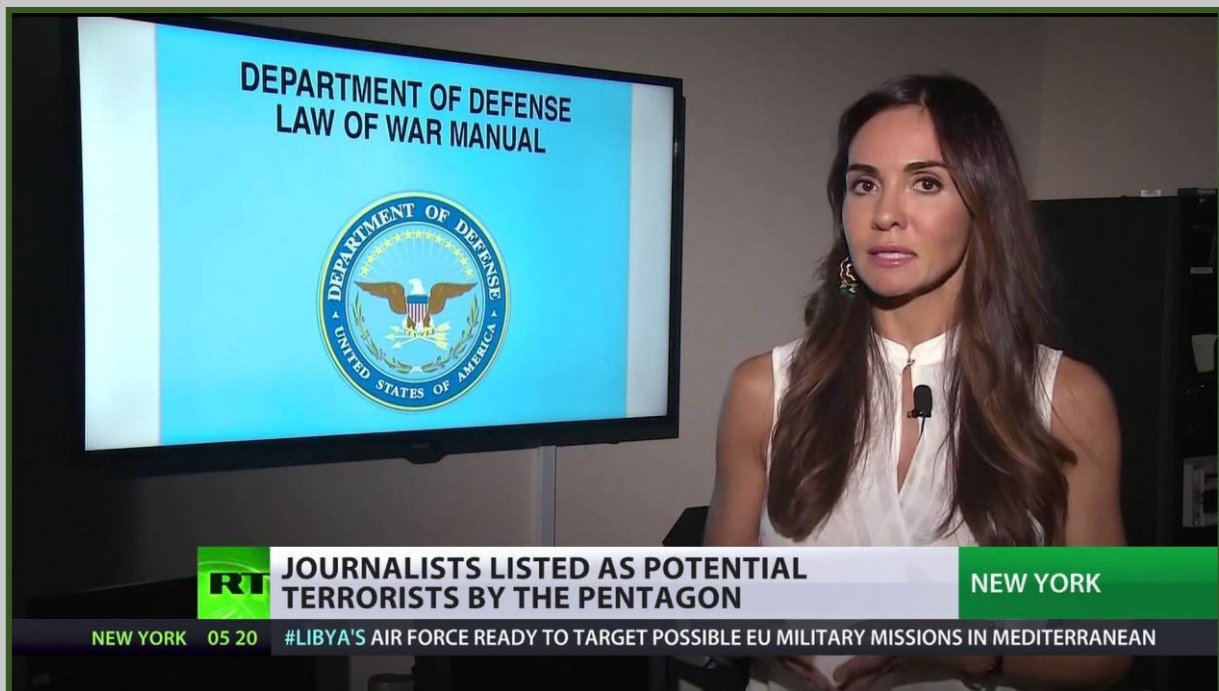 DEPARTMENT OF DEFENSE
LAW OF WAR MANUAL
DEPARTMENT OF DEFENSE
UNITED STATES OF AMERICA
RT
JOURNALISTS LISTED AS POTENTIAL
TERRORISTS BY THE PENTAGON
NEW YORK
NEW YORK 05 20 #LIBYA'S AIR FORCE READY TO TARGET POSSIBLE EU MILITARY MISSIONS IN MEDITERRANEAN